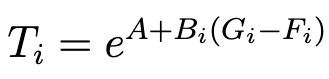 T_i = e^{A+B_i(G_i-F_i)}